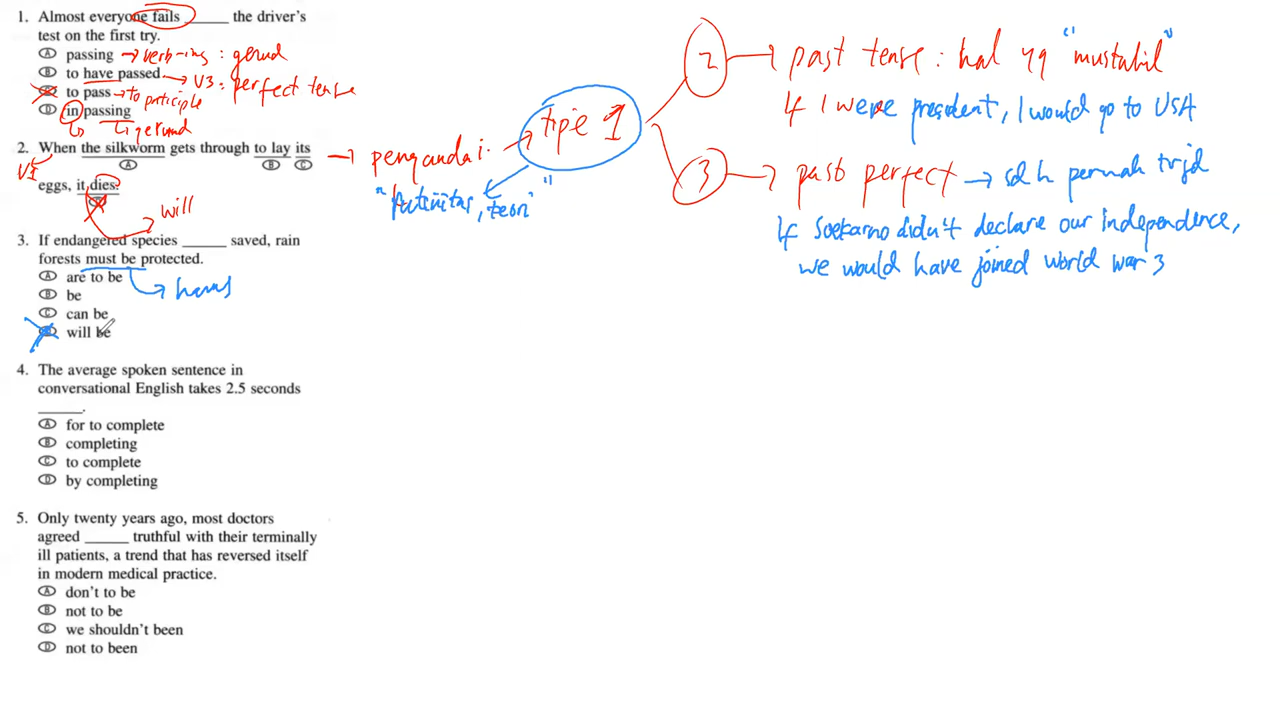 1. Almost everyone fails _____ the driver's
test on the first try.
Ⓐ passing → verb-ing : gerund
Ⓑ to have passed → V3 : perfect tense
to pass → to participle
Ⓓ in passing
↳ gerund
2. When the silkworm gets through to lay its
Ⓐ Ⓑ Ⓒ
eggs, it dies.
V1
will
→ pengandai.
→ tipe 1
2 → past tense : hal yg "mustahil"
If I were president, I would go to USA
3 → past perfect → sdh pernah trjd
If Soekarno didn't declare our independence,
we would have joined world war 3
3. If endangered species _____ saved, rain
forests must be protected.
Ⓐ are to be
→ harus
Ⓑ be
Ⓒ can be
will be
4. The average spoken sentence in
conversational English takes 2.5 seconds
_____.
Ⓐ for to complete
Ⓑ completing
Ⓒ to complete
Ⓓ by completing
5. Only twenty years ago, most doctors
agreed _____ truthful with their terminally
ill patients, a trend that has reversed itself
in modern medical practice.
Ⓐ don't to be
Ⓑ not to be
Ⓒ we shouldn't been
Ⓓ not to been